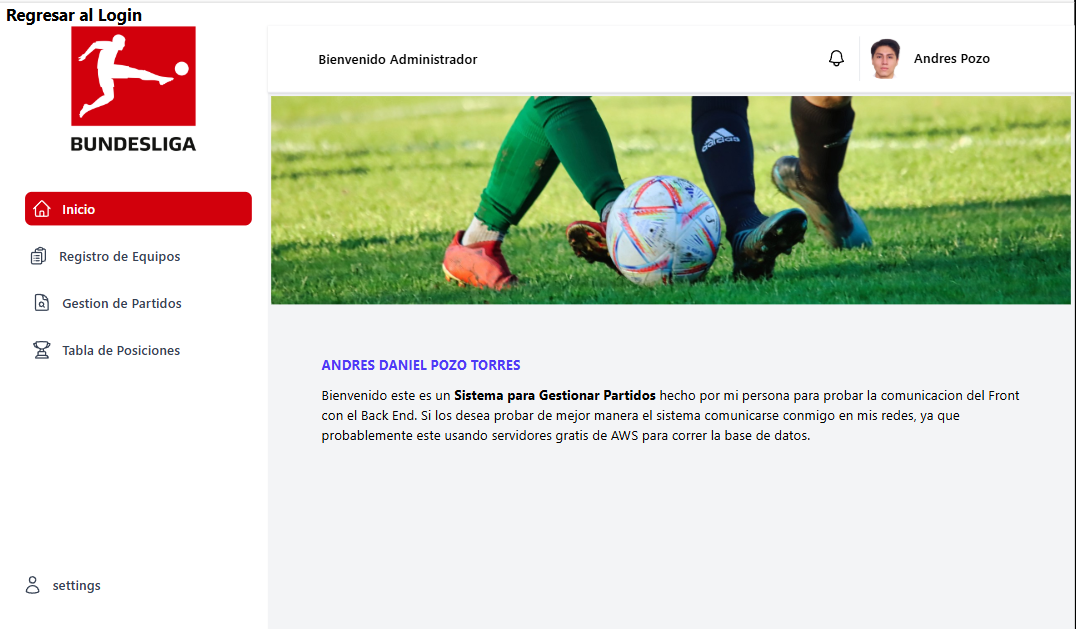 Regresar al Login
BUNDESLIGA
Bienvenido Administrador
Andres Pozo
Inicio
Registro de Equipos
Gestion de Partidos
Tabla de Posiciones
settings
adidas
ANDRES DANIEL POZO TORRES
Bienvenido este es un Sistema para Gestionar Partidos hecho por mi persona para probar la comunicacion del Front
con el Back End. Si los desea probar de mejor manera el sistema comunicarse conmigo en mis redes, ya que
probablemente este usando servidores gratis de AWS para correr la base de datos.